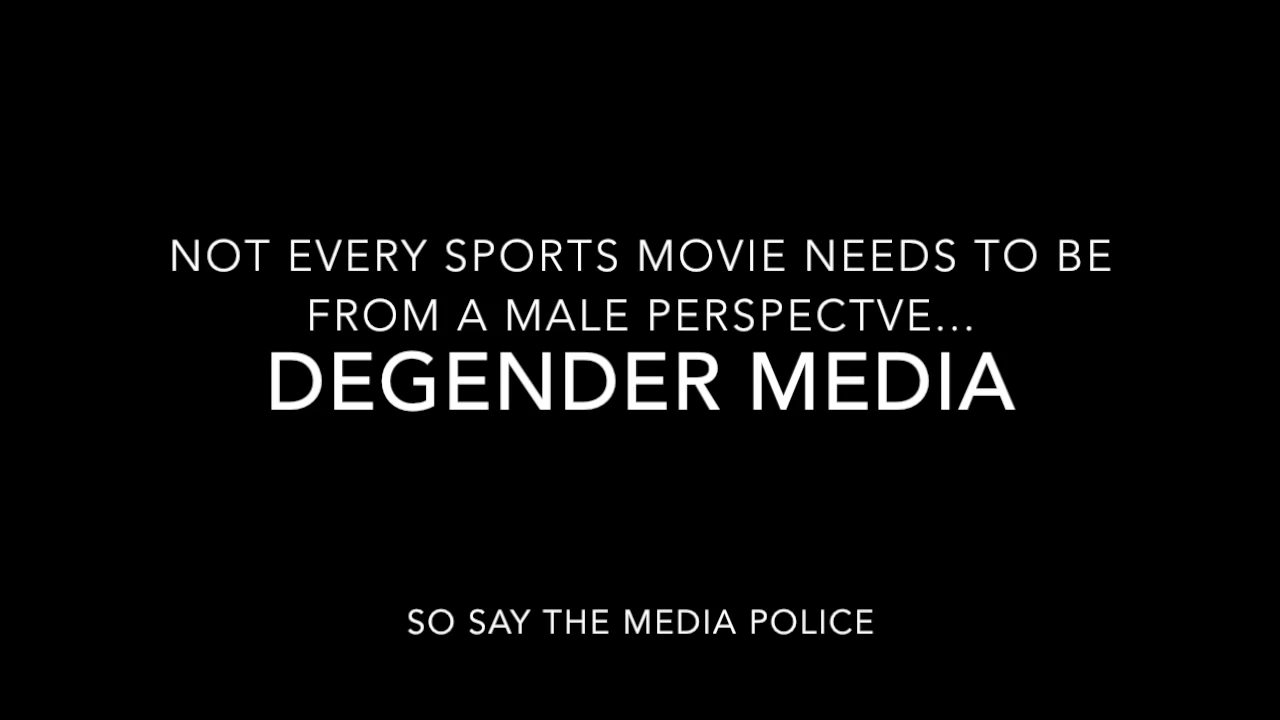 NOT EVERY SPORTS MOVIE NEEDS TO BE
FROM A MALE PERSPECTVE...
DEGENDER MEDIA
SO SAY THE MEDIA POLICE